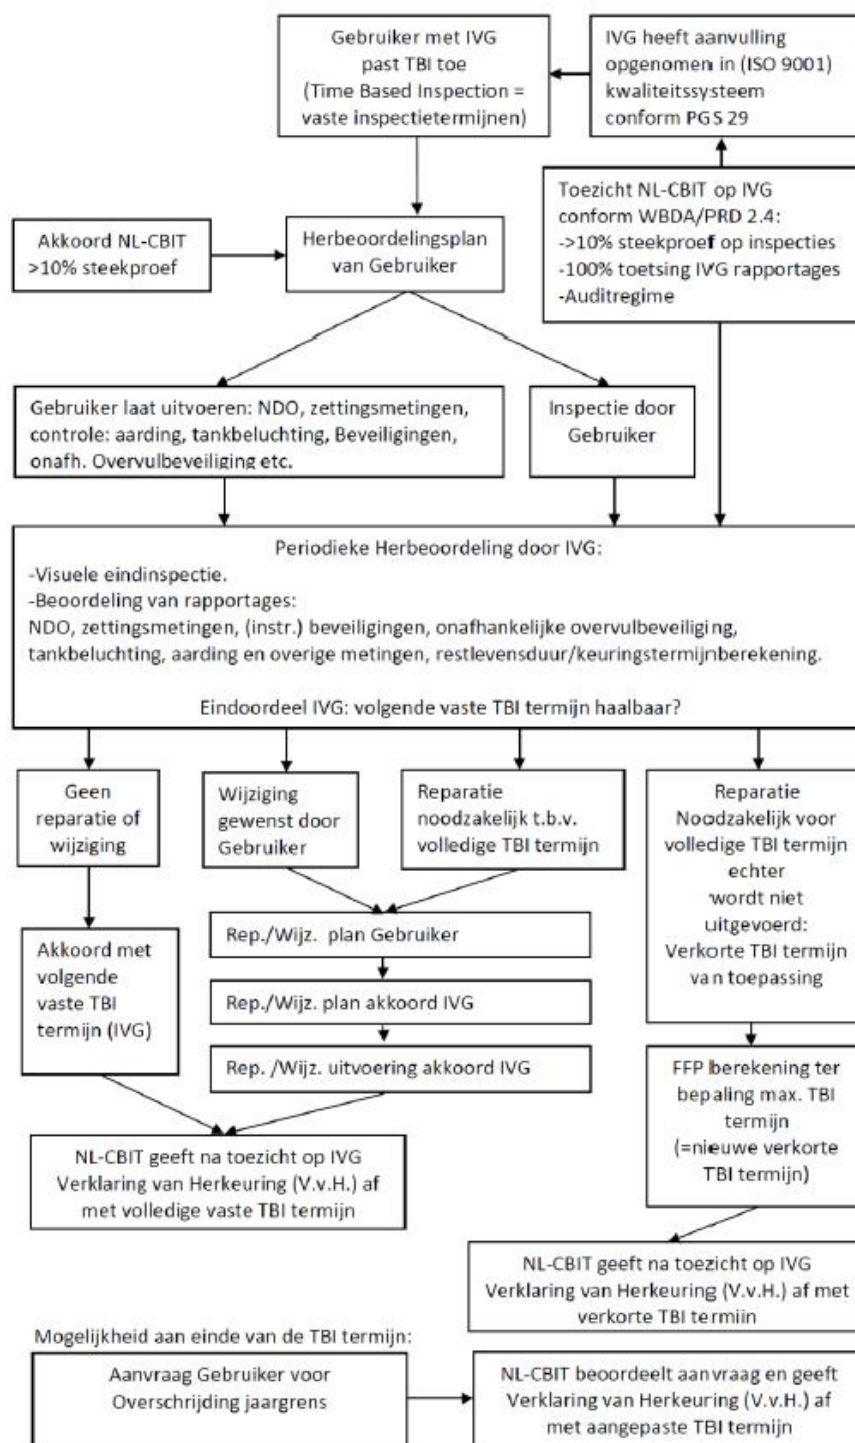 Gebruiker met IVG
past TBI toe
(Time Based Inspection =
vaste inspectietermijnen)
IVG heeft aanvulling
opgenomen in (ISO 9001)
kwaliteitssysteem
conform PGS 29
Toezicht NL-CBIT op IVG
conform WBDA/PRD 2.4:
->10% steekproef op inspecties
-100% toetsing IVG rapportages
-Auditregime
Akkoord NL-CBIT
>10% steekproef
Herbeoordelingsplan
van Gebruiker
Gebruiker laat uitvoeren: NDO, zettingsmetingen,
controle: aarding, tankbeluchting, Beveiligingen,
onafh. Overvulbeveiliging etc.
Inspectie door
Gebruiker
Periodieke Herbeoordeling door IVG:
-Visuele eindinspectie.
-Beoordeling van rapportages:
NDO, zettingsmetingen, (instr.) beveiligingen, onafhankelijke overvulbeveiliging,
tankbeluchting, aarding en overige metingen, restlevensduur/keuringstermijnberekening.
Eindoordeel IVG: volgende vaste TBI termijn haalbaar?
Geen
reparatie of
wijziging
Wijziging
gewenst door
Gebruiker
Reparatie
noodzakelijk t.b.v.
volledige TBI termijn
Reparatie
Noodzakelijk voor
volledige TBI termijn
echter
wordt niet
uitgevoerd:
Verkorte TBI termijn
van toepassing
Akkoord met
volgende
vaste TBI
termijn (IVG)
Rep./Wijz. plan Gebruiker
Rep./Wijz. plan akkoord IVG
Rep. /Wijz. uitvoering akkoord IVG
FFP berekening ter
bepaling max. TBI
termijn
(=nieuwe verkorte
TBI termijn)
NL-CBIT geeft na toezicht op IVG
Verklaring van Herkeuring (V.v.H.) af
met volledige vaste TBI termijn
NL-CBIT geeft na toezicht op IVG
Verklaring van Herkeuring (V.v.H.) af met
verkorte TBI termijn
Mogelijkheid aan einde van de TBI termijn:
Aanvraag Gebruiker voor
Overschrijding jaargrens
NL-CBIT beoordeelt aanvraag en geeft
Verklaring van Herkeuring (V.v.H.) af
met aangepaste TBI termijn